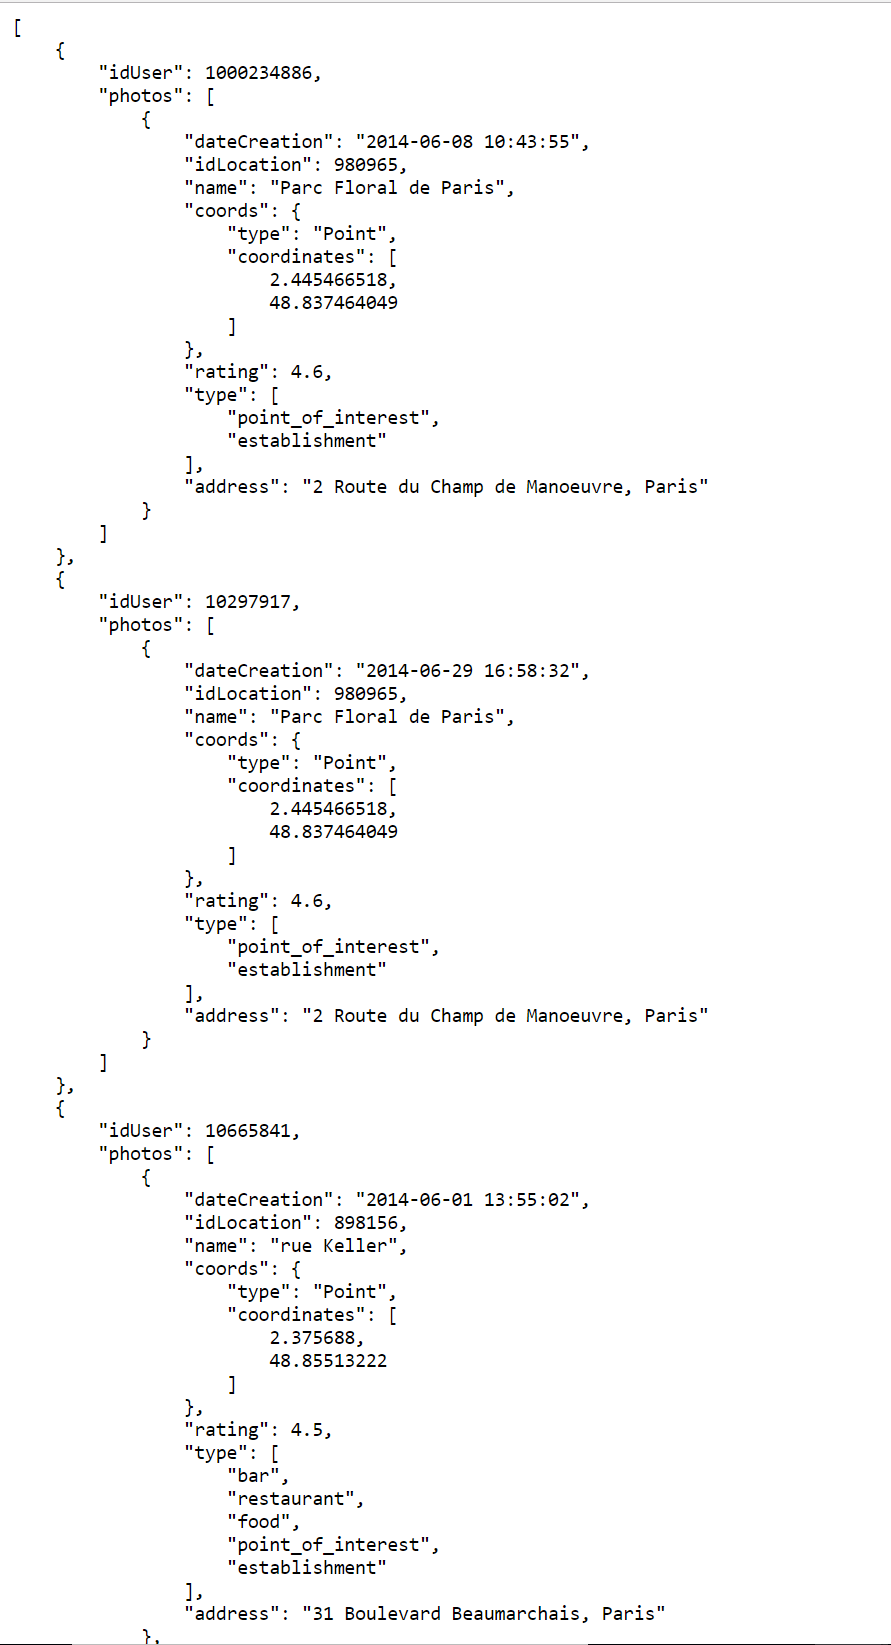 [
    {
        "idUser": 1000234886,
        "photos": [
            {
                "dateCreation": "2014-06-08 10:43:55",
                "idLocation": 980965,
                "name": "Parc Floral de Paris",
                "coords": {
                    "type": "Point",
                    "coordinates": [
                        2.445466518,
                        48.837464049
                    ]
                },
                "rating": 4.6,
                "type": [
                    "point_of_interest",
                    "establishment"
                ],
                "address": "2 Route du Champ de Manoeuvre, Paris"
            }
        ]
    },
    {
        "idUser": 10297917,
        "photos": [
            {
                "dateCreation": "2014-06-29 16:58:32",
                "idLocation": 980965,
                "name": "Parc Floral de Paris",
                "coords": {
                    "type": "Point",
                    "coordinates": [
                        2.445466518,
                        48.837464049
                    ]
                },
                "rating": 4.6,
                "type": [
                    "point_of_interest",
                    "establishment"
                ],
                "address": "2 Route du Champ de Manoeuvre, Paris"
            }
        ]
    },
    {
        "idUser": 10665841,
        "photos": [
            {
                "dateCreation": "2014-06-01 13:55:02",
                "idLocation": 898156,
                "name": "rue Keller",
                "coords": {
                    "type": "Point",
                    "coordinates": [
                        2.375688,
                        48.85513222
                    ]
                },
                "rating": 4.5,
                "type": [
                    "bar",
                    "restaurant",
                    "food",
                    "point_of_interest",
                    "establishment"
                ],
                "address": "31 Boulevard Beaumarchais, Paris"
            },